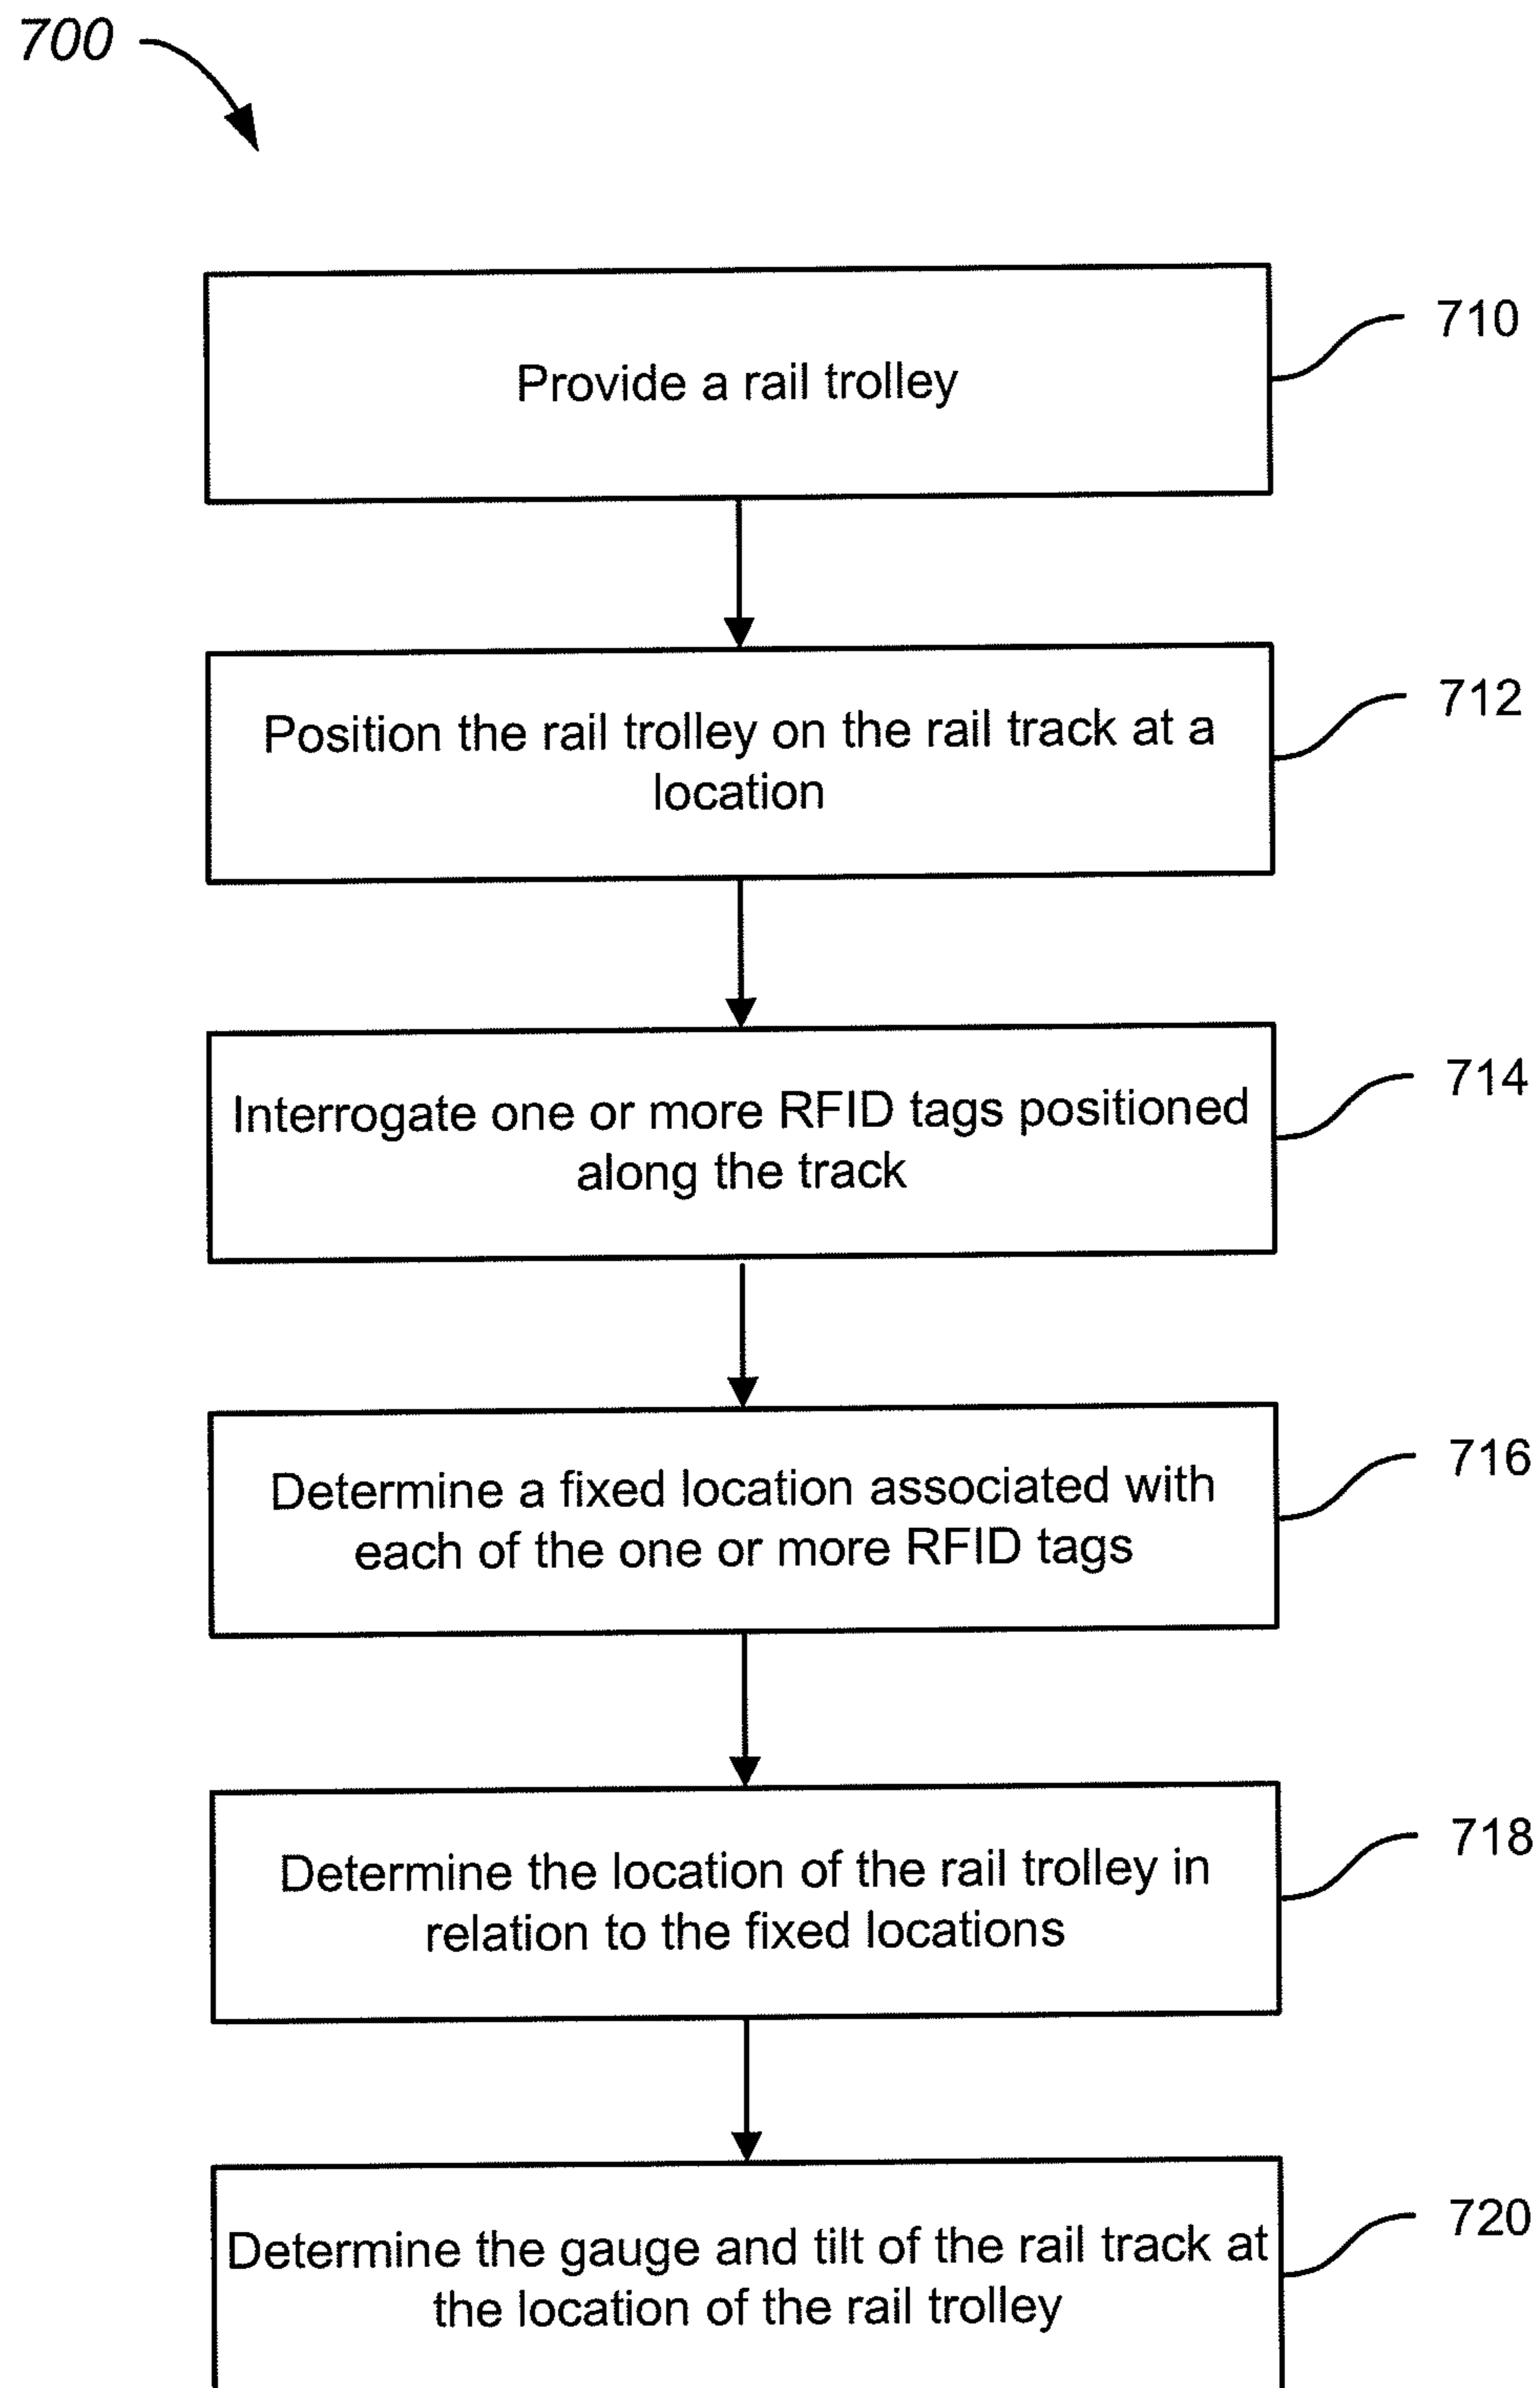 700
Provide a rail trolley
710
Position the rail trolley on the rail track at a
location
712
Interrogate one or more RFID tags positioned
along the track
714
Determine a fixed location associated with
each of the one or more RFID tags
716
Determine the location of the rail trolley in
relation to the fixed locations
718
Determine the gauge and tilt of the rail track at
the location of the rail trolley
720